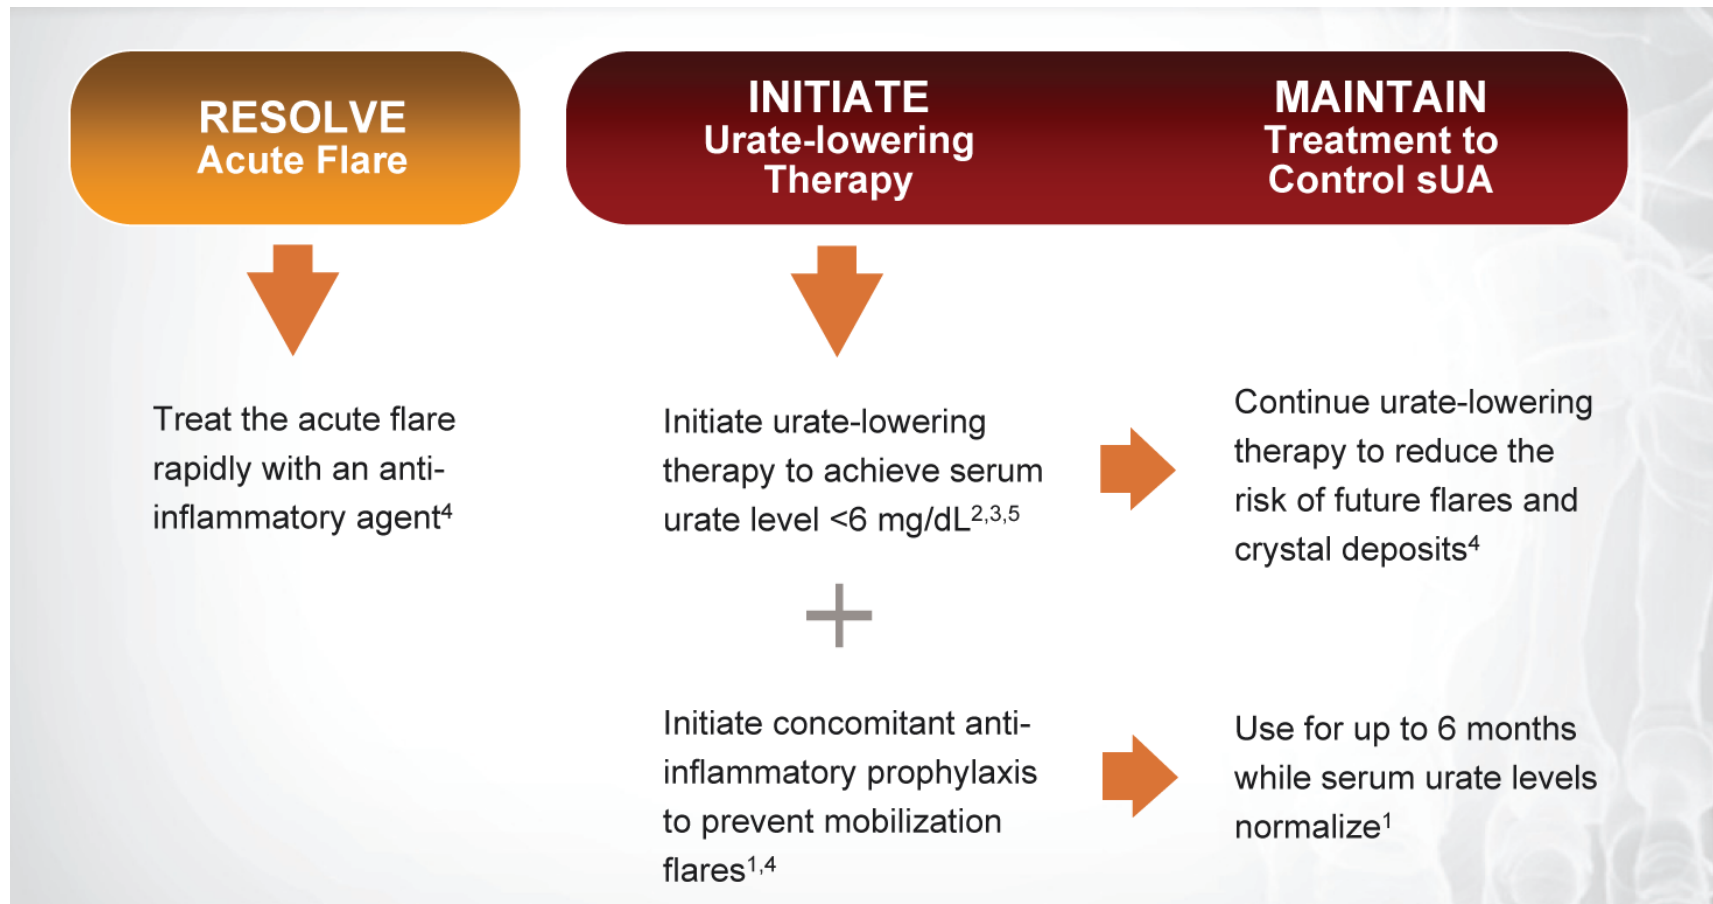 RESOLVE
Acute Flare
INITIATE
Urate-lowering
Therapy
MAINTAIN
Treatment to
Control sUA
Treat the acute flare
rapidly with an anti-
inflammatory agent⁴
Initiate urate-lowering
therapy to achieve serum
urate level <6 mg/dL²,³,⁵
Continue urate-lowering
therapy to reduce the
risk of future flares and
crystal deposits⁴
+
Initiate concomitant anti-
inflammatory prophylaxis
to prevent mobilization
flares¹,⁴
Use for up to 6 months
while serum urate levels
normalize¹